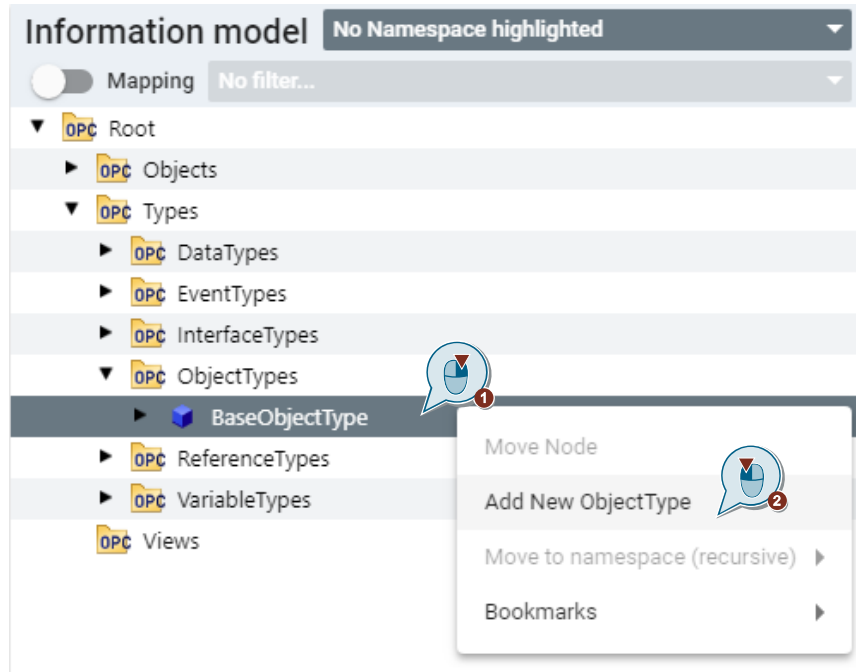 Information model No Namespace highlighted
Mapping No filter...
OPC Root
OPC Objects
OPC Types
OPC DataTypes
OPC EventTypes
OPC InterfaceTypes
OPC ObjectTypes
1
BaseObjectType
OPC ReferenceTypes
OPC VariableTypes
OPC Views
Move Node
Add New ObjectType
2
Move to namespace (recursive)
Bookmarks